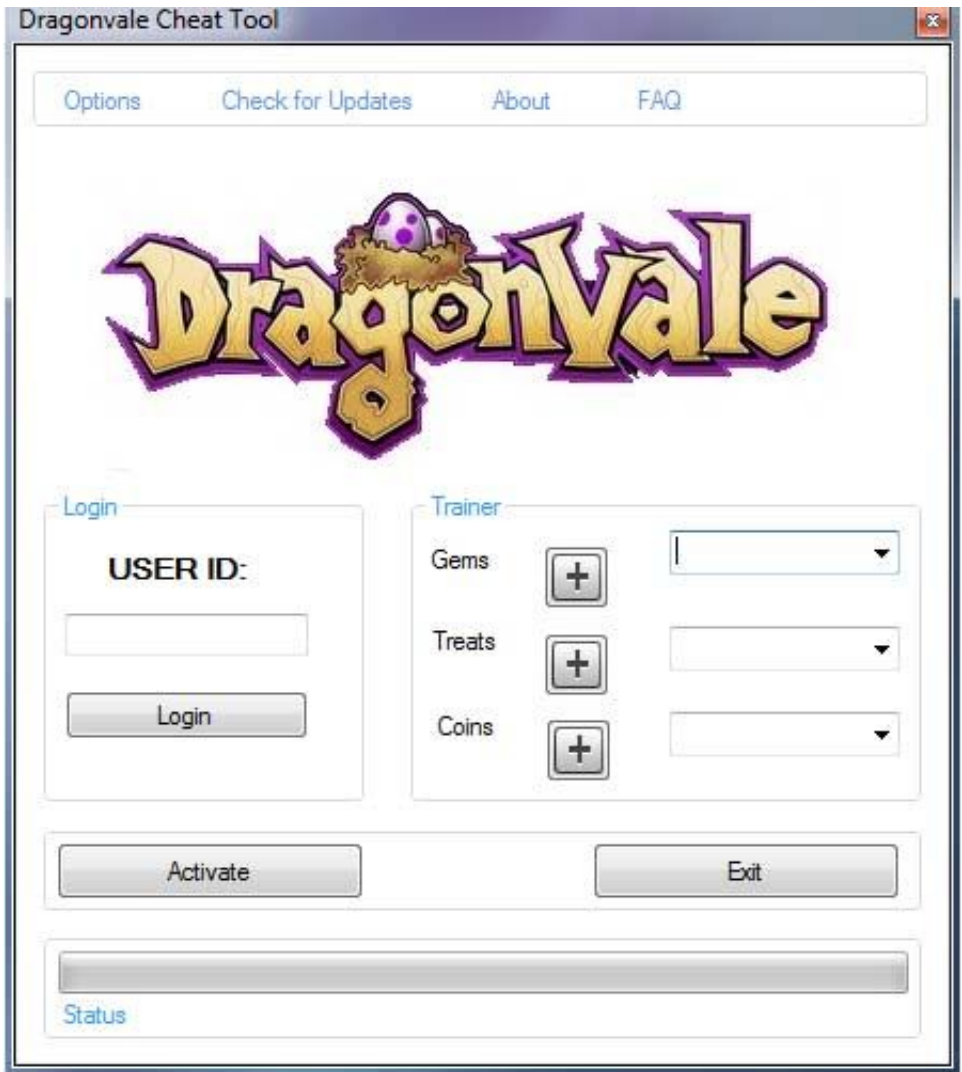 Dragonvale Cheat Tool
Options Check for Updates About FAQ
DragonVale
Login
USER ID:
Login
Trainer
Gems
Treats
Coins
Activate Exit
Status